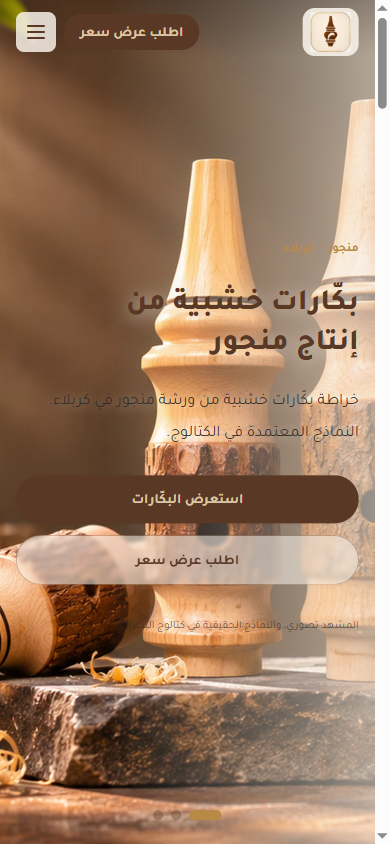 اطلب عرض سعر
منجور
بكّارات خشبية من
إنتاج منجور
خراطة بكّارات خشبية من ورشة منجور في كربلاء.
النماذج المعتمدة في الكتالوج.
استعرض البكّارات
اطلب عرض سعر
المشهد تصوري. والنماذج الحقيقية في كتالوج